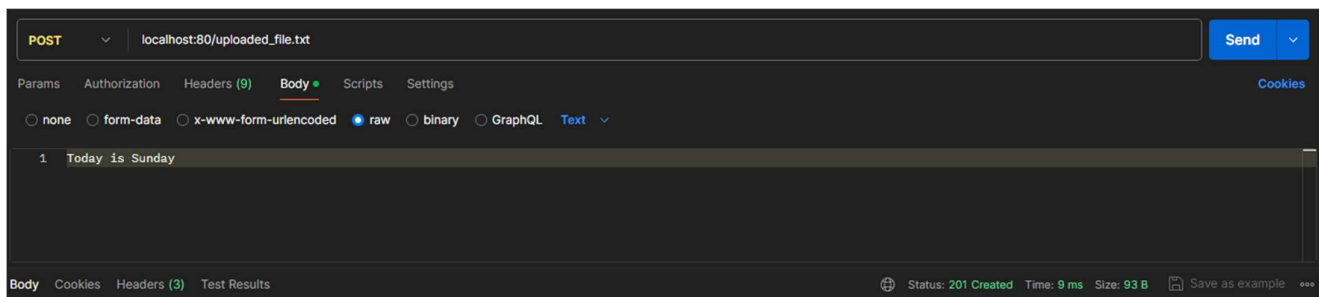 POST localhost:80/uploaded_file.txt Send
Params Authorization Headers (9) Body Scripts Settings Cookies
none form-data x-www-form-urlencoded raw binary GraphQL Text
1 Today is Sunday
Body Cookies Headers (3) Test Results Status: 201 Created Time: 9 ms Size: 93 B Save as example